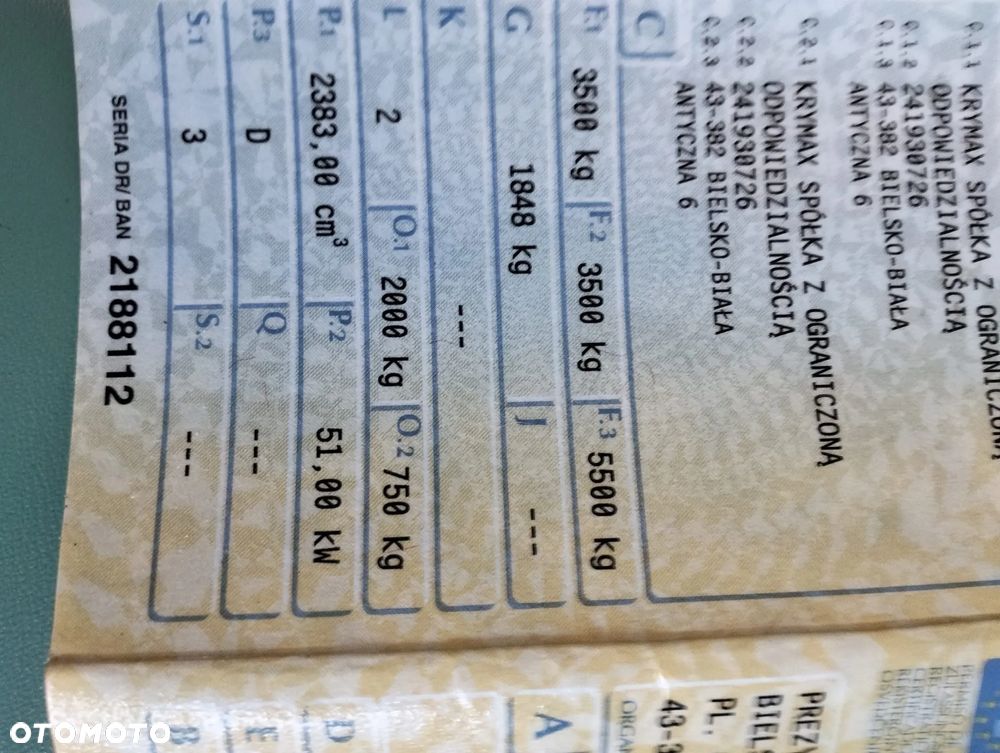 C.1.1 KRYMAX SPÓŁKA Z OGRANICZONĄ
ODPOWIEDZIALNOŚCIĄ
C.1.2 241930726
C.1.3 43-382 BIELSKO-BIAŁA
ANTYCZNA 6
C.2.1 KRYMAX SPÓŁKA Z OGRANICZONĄ
ODPOWIEDZIALNOŚCIĄ
C.2.2 241930726
C.2.3 43-382 BIELSKO-BIAŁA
ANTYCZNA 6
C
F.1 3500 kg F.2 3500 kg F.3 5500 kg
G 1848 kg J ---
K ---
L 2 O.1 2000 kg O.2 750 kg
P.1 2383,00 cm³ P.2 51,00 kW
P.3 D Q ---
S.1 3 S.2 ---
SERIA DR/BAN 2188112
PL.
43-3
ORGA
A
D
E
B
OTOMOTO